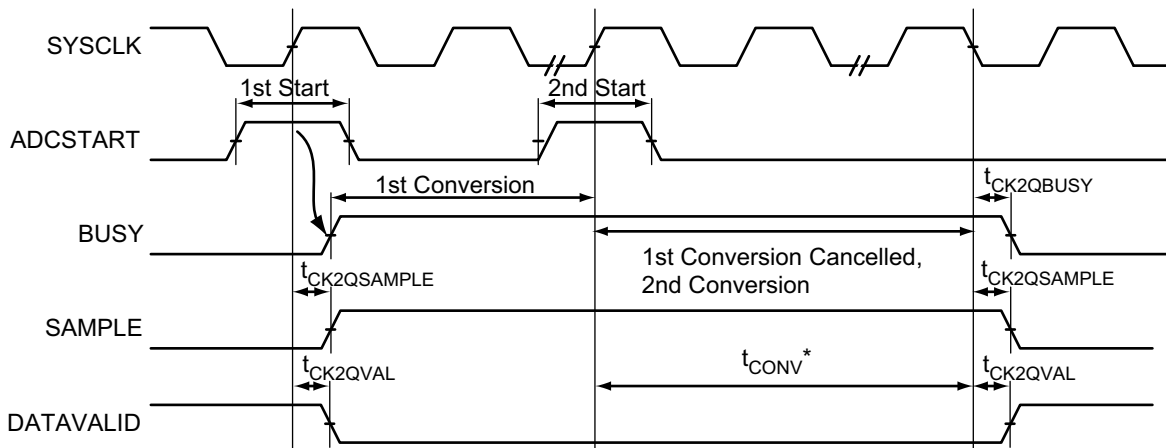 SYSCLK
1st Start
2nd Start
ADCSTART
1st Conversion
tCK2QBUSY
BUSY
1st Conversion Cancelled,
2nd Conversion
tCK2QSAMPLE
tCK2QSAMPLE
SAMPLE
tCK2QVAL
tCONV*
tCK2QVAL
DATAVALID